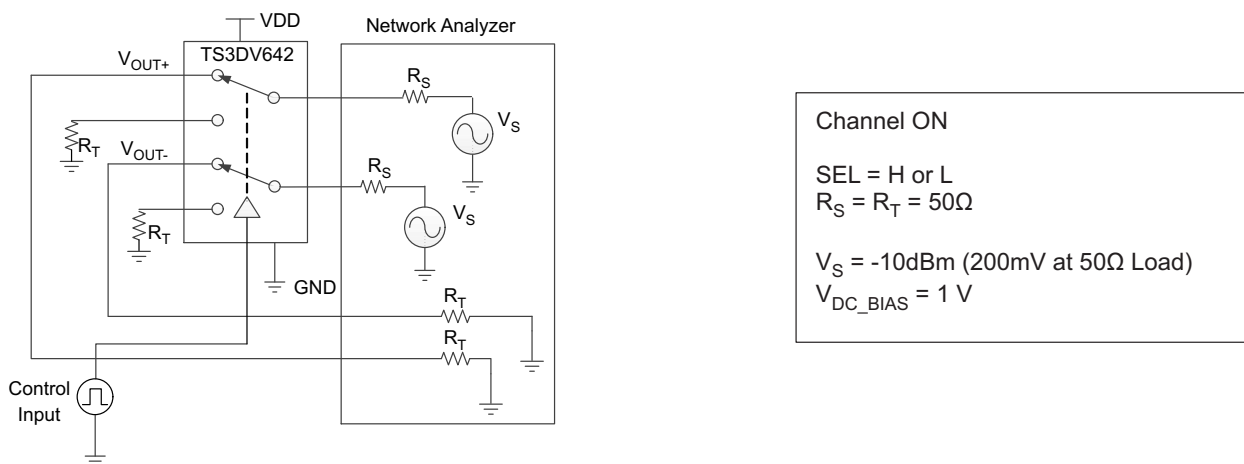 VDD
Network Analyzer
TS3DV642
VOUT+
RS
VS
RT
VOUT-
RS
VS
RT
GND
RT
RT
Control
Input
Channel ON
SEL = H or L
RS = RT = 50Ω
VS = -10dBm (200mV at 50Ω Load)
VDC_BIAS = 1 V